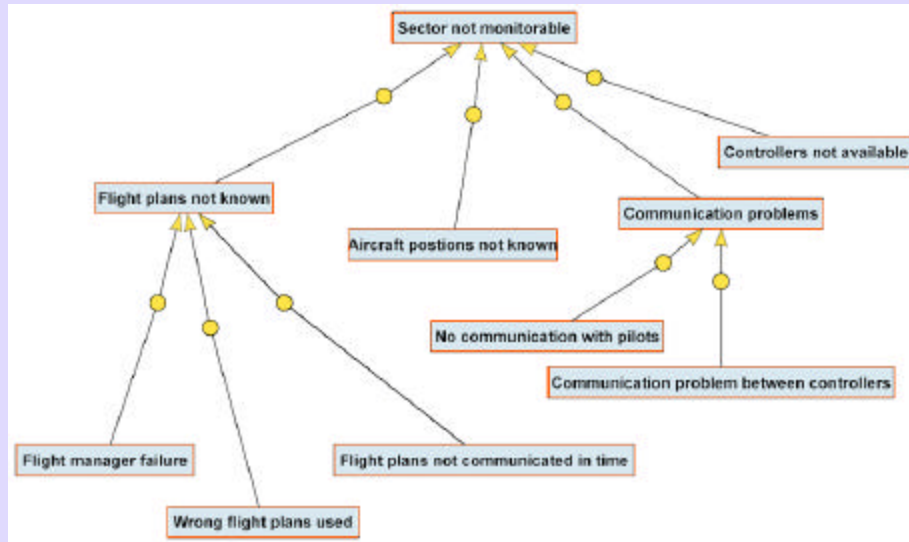 Sector not monitorable
Controllers not available
Flight plans not known
Communication problems
Aircraft postions not known
No communication with pilots
Communication problem between controllers
Flight manager failure
Flight plans not communicated in time
Wrong flight plans used